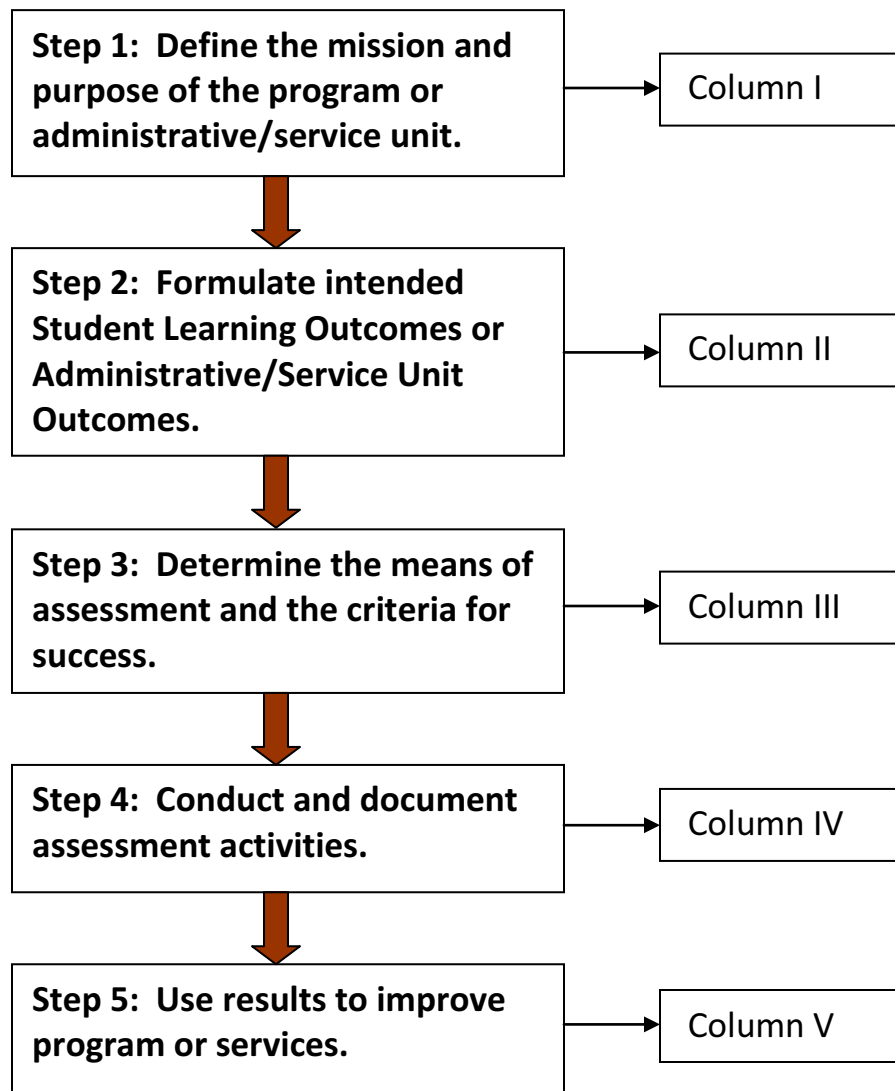 Step 1:  Define the mission and
purpose of the program or
administrative/service unit.
Column I
Step 2:  Formulate intended
Student Learning Outcomes or
Administrative/Service Unit
Outcomes.
Column II
Step 3:  Determine the means of
assessment and the criteria for
success.
Column III
Step 4:  Conduct and document
assessment activities.
Column IV
Step 5:  Use results to improve
program or services.
Column V